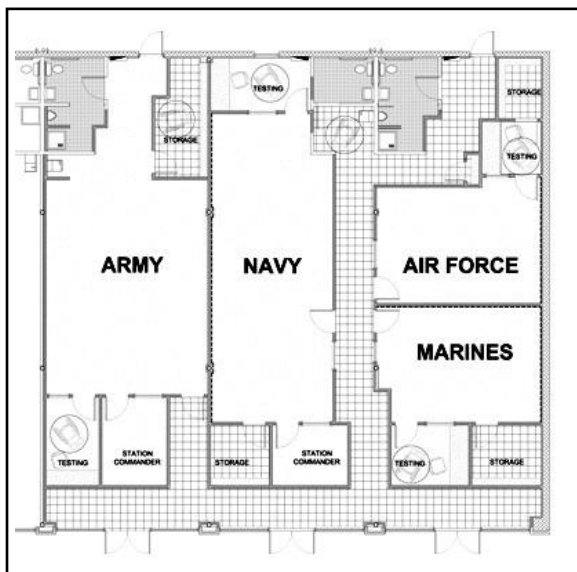 TESTING
STORAGE
STORAGE
TESTING
ARMY
NAVY
AIR FORCE
MARINES
TESTING
STATION
COMMANDER
STORAGE
STATION
COMMANDER
TESTING
STORAGE